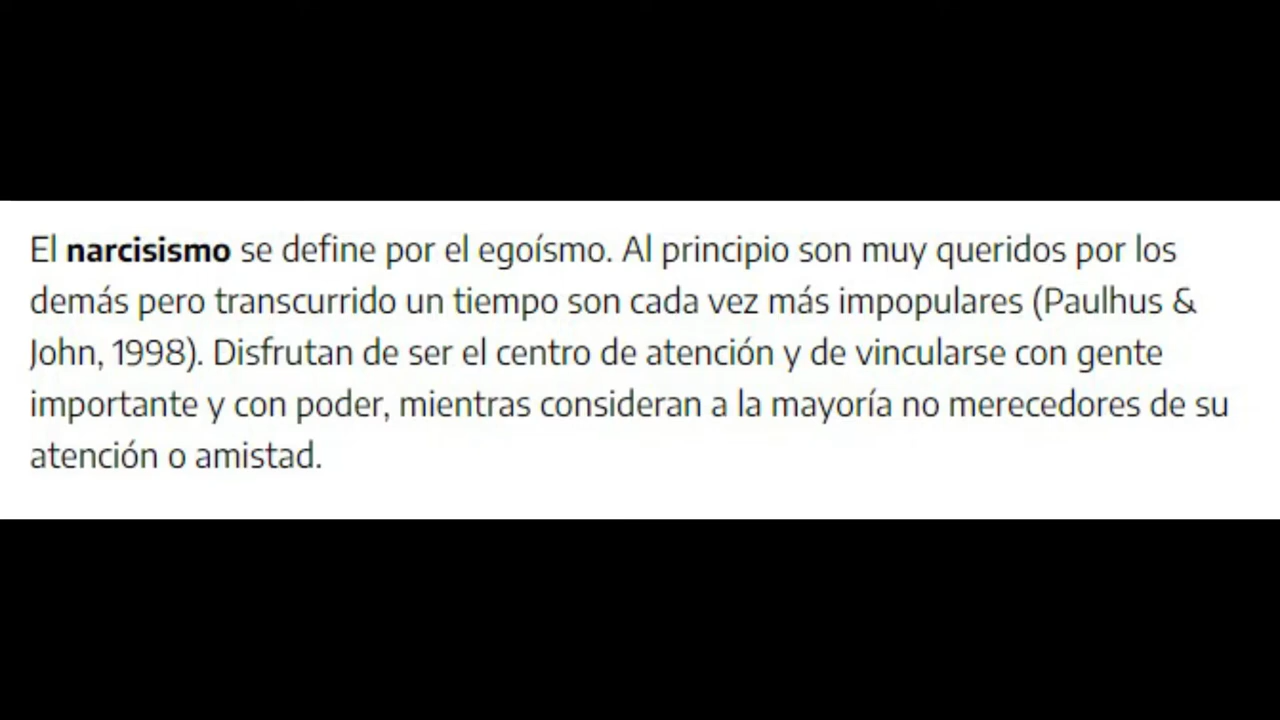 El narcisismo se define por el egoísmo. Al principio son muy queridos por los
demás pero transcurrido un tiempo son cada vez más impopulares (Paulhus &
John, 1998). Disfrutan de ser el centro de atención y de vincularse con gente
importante y con poder, mientras consideran a la mayoría no merecedores de su
atención o amistad.